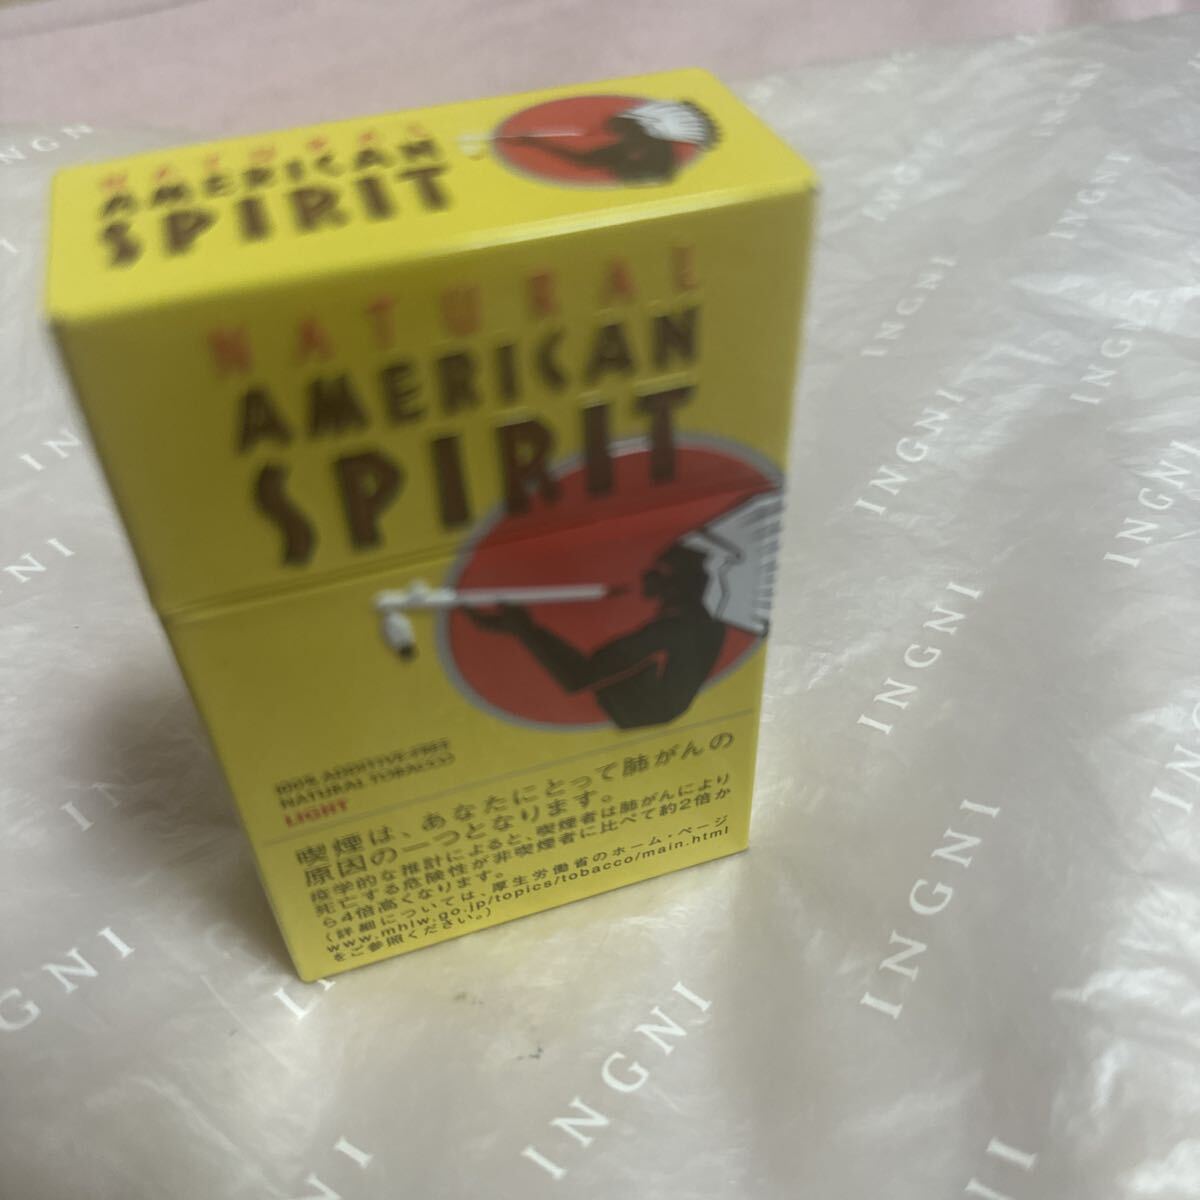 NATURAL
AMERICAN
SPIRIT
NATURAL
AMERICAN
SPIRIT
100% ADDITIVE-FREE
NATURAL TOBACCO
LIGHT
喫煙は、あなたにとって肺がんの
原因の一つとなります。
疫学的な推計によると、喫煙者は肺がんにより
死亡する危険性が非喫煙者に比べて約2倍か
ら4倍高くなります。
(詳細については、厚生労働省のホーム・ページ
www.mhlw.go.jp/topics/tobacco/main.html
をご参照ください。)
INGNI
INGNI
INGNI
INGNI
INGNI
INGNI
INGNI
INGNI
INGNI
INGNI
INGNI